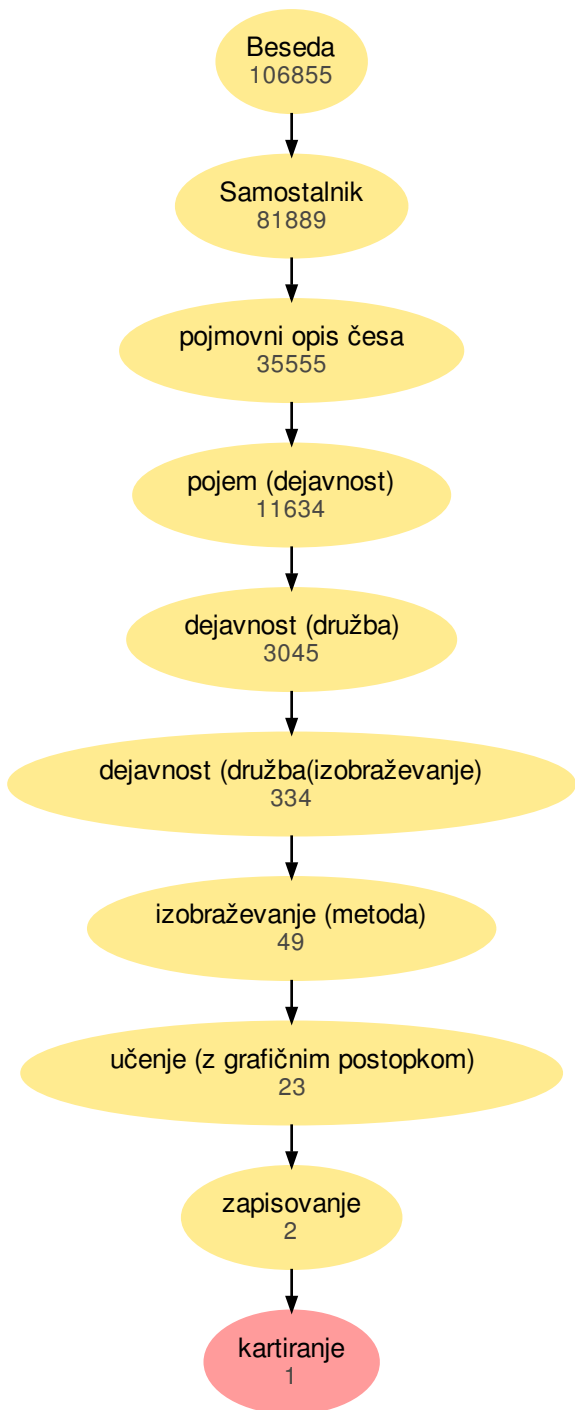 Beseda
106855
Samostalnik
81889
pojmovni opis česa
35555
pojem (dejavnost)
11634
dejavnost (družba)
3045
dejavnost (družba(izobraževanje)
334
izobraževanje (metoda)
49
učenje (z grafičnim postopkom)
23
zapisovanje
2
kartiranje
1